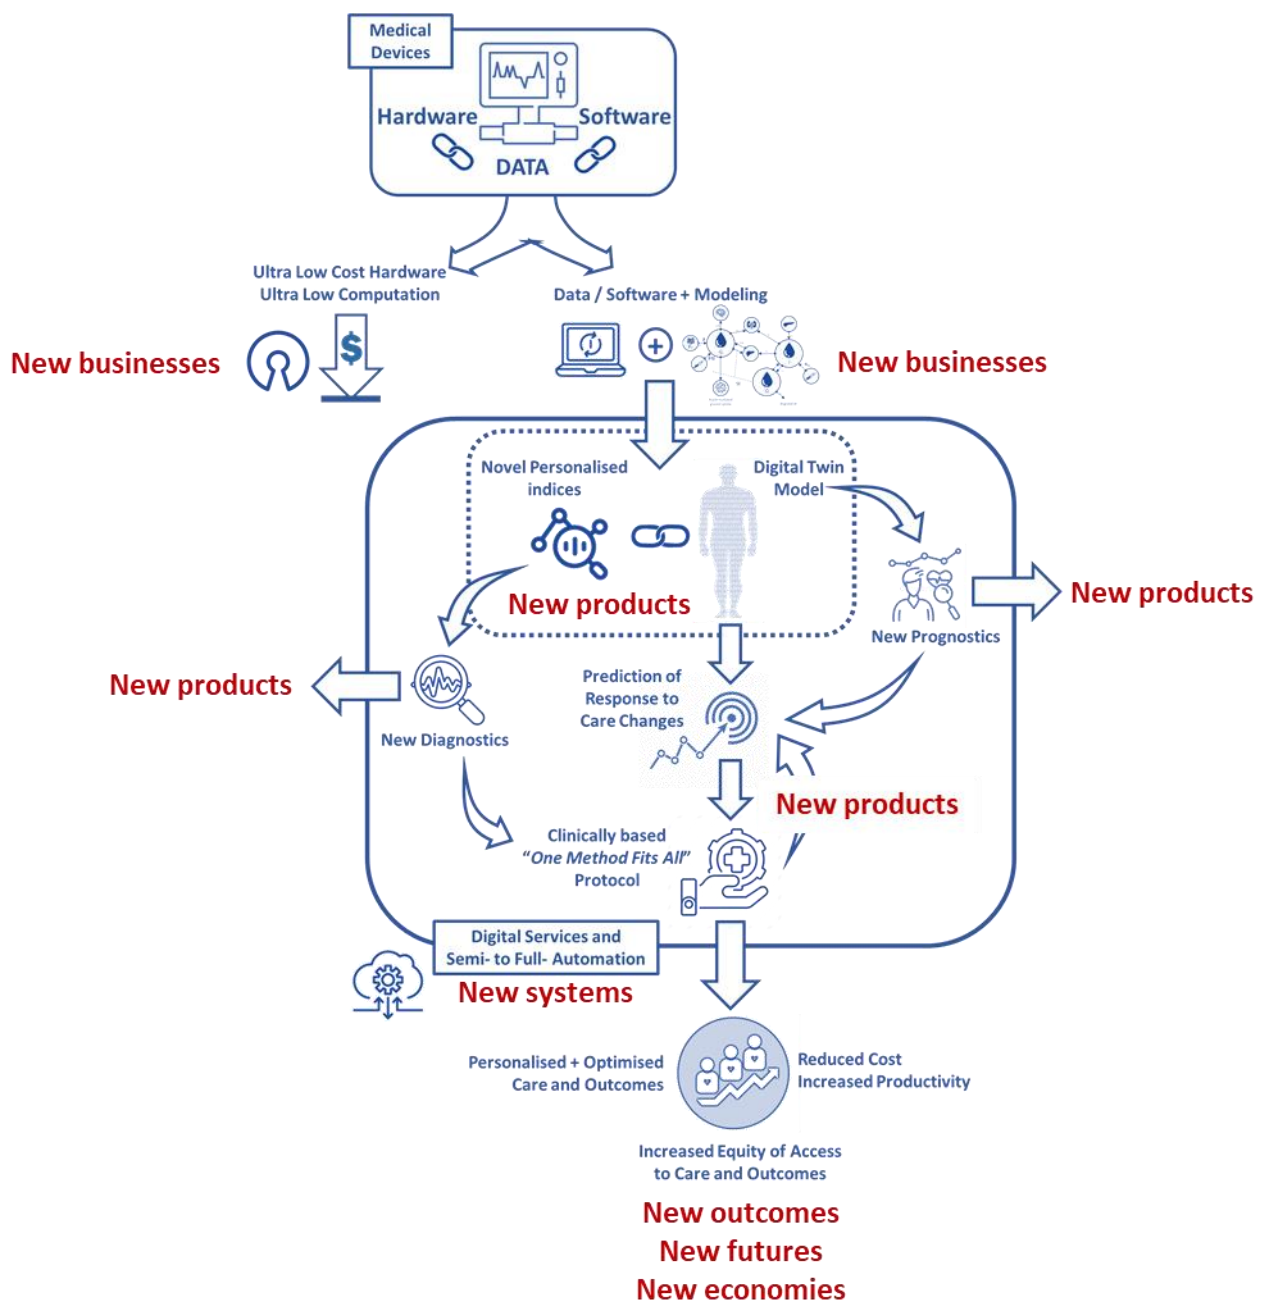 Medical
Devices
Hardware
Software
DATA
Ultra Low Cost Hardware
Ultra Low Computation
Data / Software + Modeling
$
New businesses
New businesses
Novel Personalised
indices
Digital Twin
Model
New products
New Prognostics
New products
New products
New Diagnostics
Prediction of
Response to
Care Changes
New products
Clinically based
“One Method Fits All”
Protocol
Digital Services and
Semi- to Full- Automation
New systems
Personalised + Optimised
Care and Outcomes
Reduced Cost
Increased Productivity
Increased Equity of Access
to Care and Outcomes
New outcomes
New futures
New economies